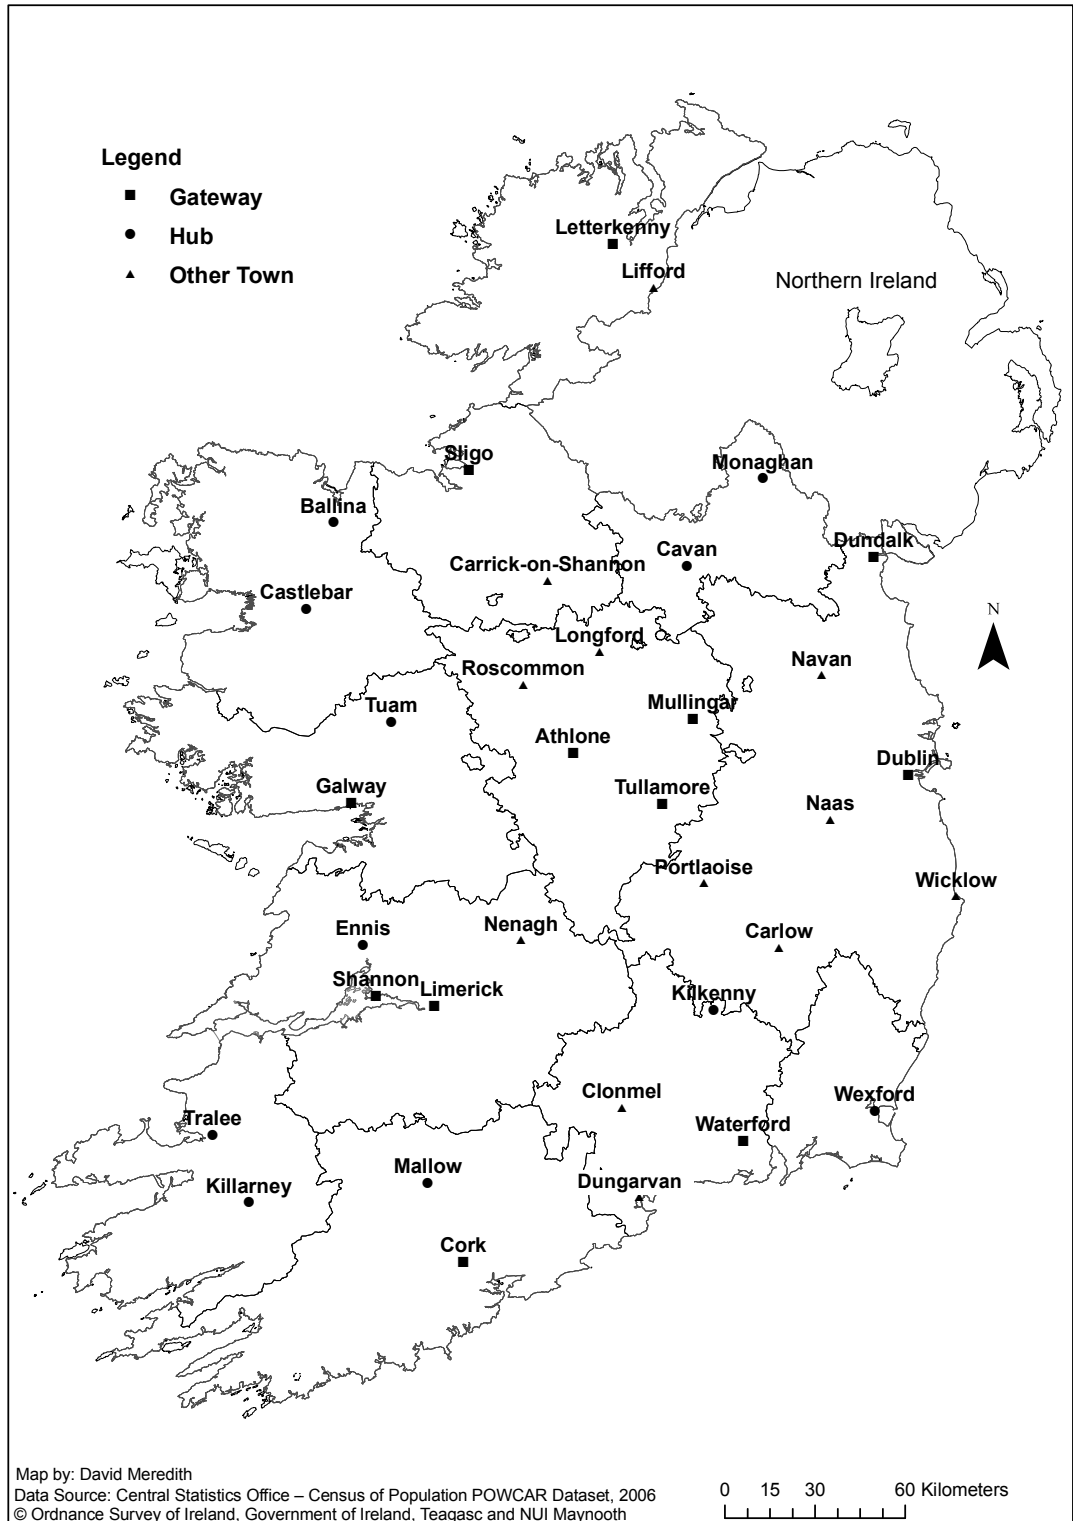 Legend
Gateway
Hub
Other Town
Letterkenny
Lifford
Northern Ireland
Sligo
Monaghan
Ballina
Dundalk
Cavan
Carrick-on-Shannon
Castlebar
N
Longford
Navan
Roscommon
Mullingar
Tuam
Athlone
Dublin
Galway
Tullamore
Naas
Portlaoise
Wicklow
Nenagh
Ennis
Carlow
Shannon
Limerick
Kilkenny
Clonmel
Wexford
Tralee
Waterford
Mallow
Killarney
Dungarvan
Cork
Map by: David Meredith
Data Source: Central Statistics Office – Census of Population POWCAR Dataset, 2006
© Ordnance Survey of Ireland, Government of Ireland, Teagasc and NUI Maynooth
0 15 30 60 Kilometers